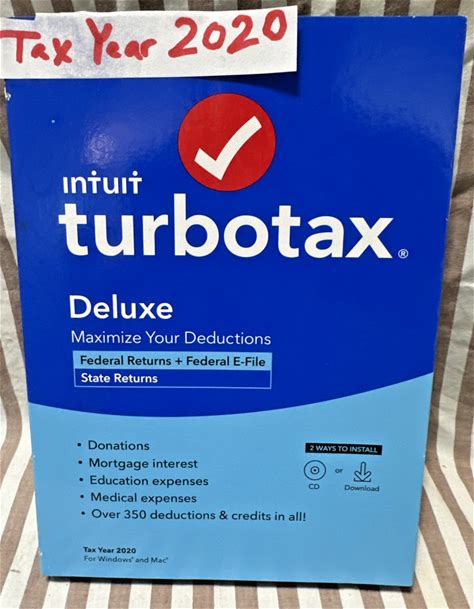 Tax Year 2020
intuit
turbotax®
Deluxe
Maximize Your Deductions
Federal Returns + Federal E-File
State Returns
• Donations
• Mortgage interest
• Education expenses
• Medical expenses
• Over 350 deductions & credits in all!
2 WAYS TO INSTALL
or
CD
Download
Tax Year 2020
For Windows® and Mac®